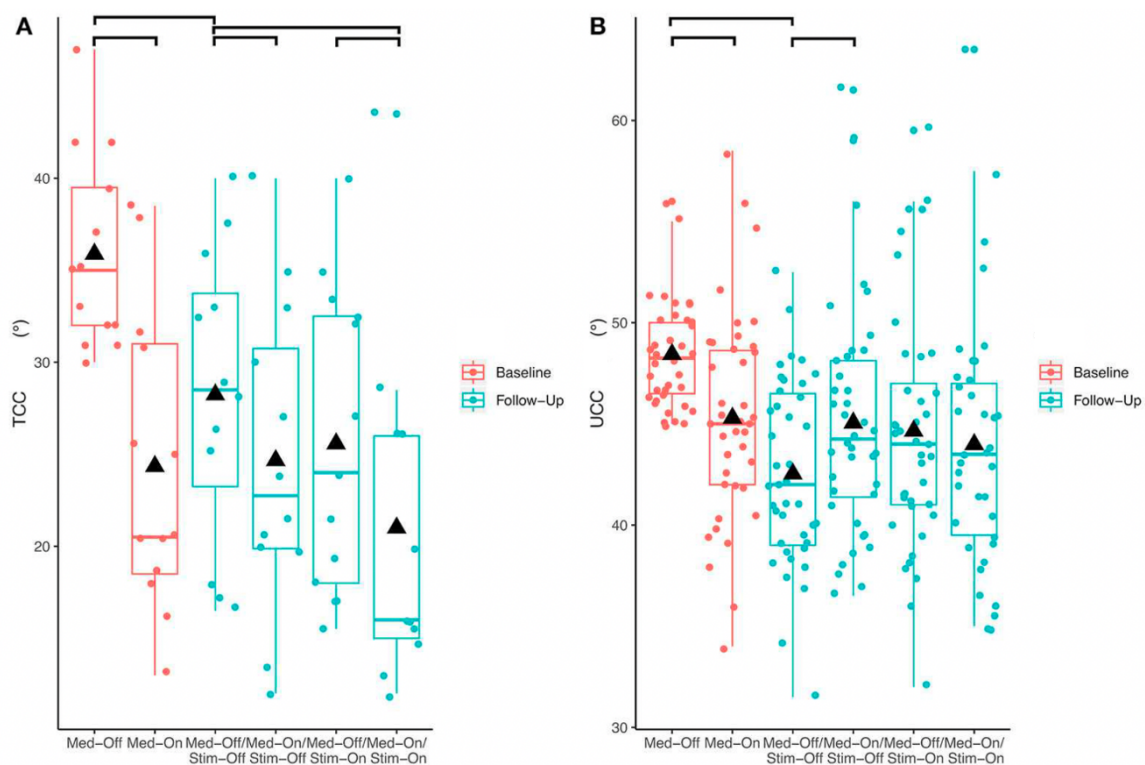 A
TCC (°)
40
30
20
Med−Off
Med−On
Med−Off/
Stim−Off
Med−On/
Stim−Off
Med−Off/
Stim−On
Med−On/
Stim−On
Baseline
Follow−Up
B
UCC (°)
60
50
40
30
Med−Off
Med−On
Med−Off/
Stim−Off
Med−On/
Stim−Off
Med−Off/
Stim−On
Med−On/
Stim−On
Baseline
Follow−Up